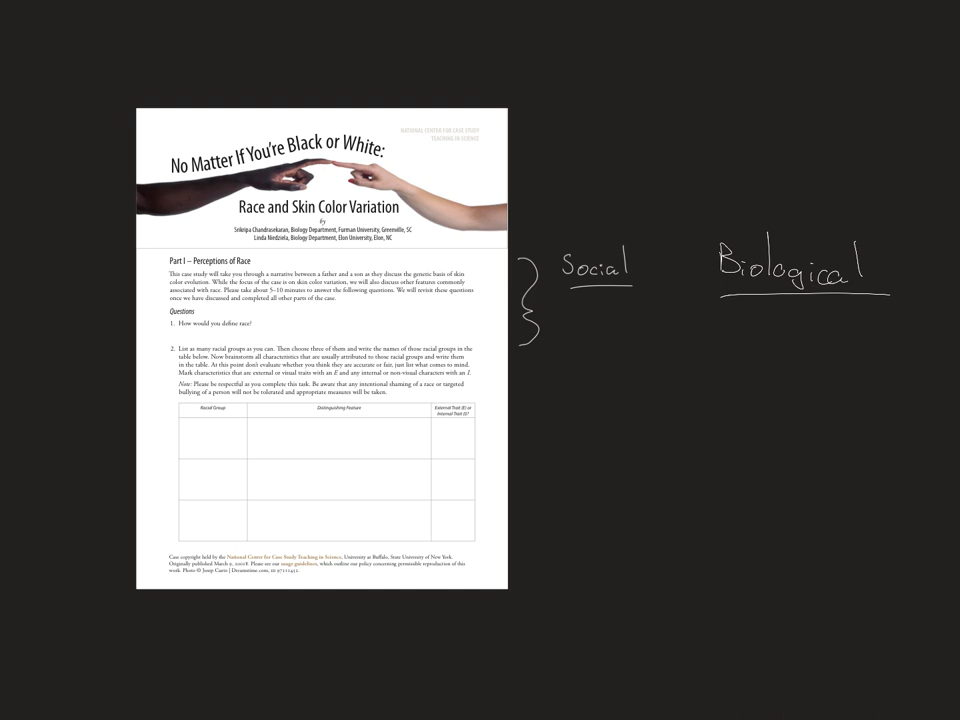 NATIONAL CENTER FOR CASE STUDY
TEACHING IN SCIENCE
No Matter If You're Black or White:
Race and Skin Color Variation
by
Srikripa Chandrasekaran, Biology Department, Furman University, Greenville, SC
Linda Niedziela, Biology Department, Elon University, Elon, NC
Part I – Perceptions of Race
This case study will take you through a narrative between a father and a son as they discuss the genetic basis of skin
color evolution. While the focus of the case is on skin color variation, we will also discuss other features commonly
associated with race. Please take about 5–10 minutes to answer the following questions. We will revisit these questions
once we have discussed and completed all other parts of the case.
Questions
1. How would you define race?
2. List as many racial groups as you can. Then choose three of them and write the names of those racial groups in the
table below. Now brainstorm all characteristics that are usually attributed to those racial groups and write them
in the table. At this point don't evaluate whether you think they are accurate or fair, just list what comes to mind.
Mark characteristics that are external or visual traits with an E and any internal or non-visual characters with an I.
Note: Please be respectful as you complete this task. Be aware that any intentional shaming of a race or targeted
bullying of a person will not be tolerated and appropriate measures will be taken.
Racial Group
Distinguishing Feature
External Trait (E) or
Internal Trait (I)?
Case copyright held by the National Center for Case Study Teaching in Science, University at Buffalo, State University of New York.
Originally published March 2, 2018. Please see our usage guidelines, which outline our policy concerning permissible reproduction of this
work. Photo © Josep Curto | Dreamstime.com, ID 97111452.
Social
Biological